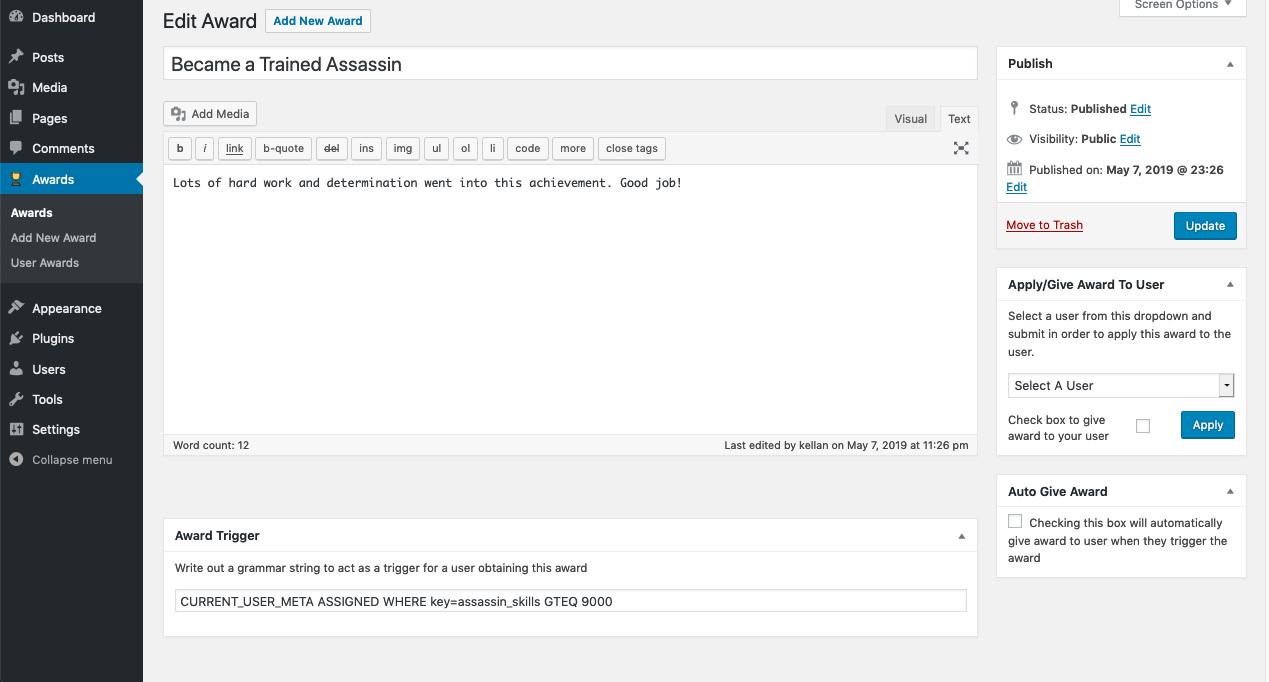 Dashboard
Posts
Media
Pages
Comments
Awards
Awards
Add New Award
User Awards
Appearance
Plugins
Users
Tools
Settings
Collapse menu
Edit Award Add New Award
Screen Options
Became a Trained Assassin
Add Media
Visual Text
b i link b-quote del ins img ul ol li code more close tags
Lots of hard work and determination went into this achievement. Good job!
Word count: 12 Last edited by kellan on May 7, 2019 at 11:26 pm
Award Trigger
Write out a grammar string to act as a trigger for a user obtaining this award
CURRENT_USER_META ASSIGNED WHERE key=assassin_skills GTEQ 9000
Publish
Status: Published Edit
Visibility: Public Edit
Published on: May 7, 2019 @ 23:26
Edit
Move to Trash Update
Apply/Give Award To User
Select a user from this dropdown and
submit in order to apply this award to the
user.
Select A User
Check box to give
award to your user
Apply
Auto Give Award
Checking this box will automatically
give award to user when they trigger the
award